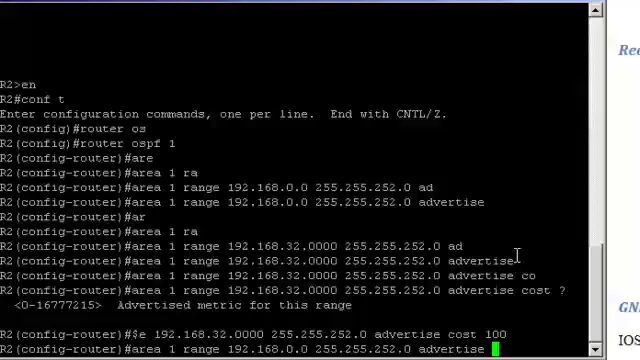 R2>en
R2#conf t
Enter configuration commands, one per line.  End with CNTL/Z.
R2(config)#router os
R2(config)#router ospf 1
R2(config-router)#are
R2(config-router)#area 1 ra
R2(config-router)#area 1 range 192.168.0.0 255.255.252.0 ad
R2(config-router)#area 1 range 192.168.0.0 255.255.252.0 advertise
R2(config-router)#ar
R2(config-router)#area 1 ra
R2(config-router)#area 1 range 192.168.32.0000 255.255.252.0 ad
R2(config-router)#area 1 range 192.168.32.0000 255.255.252.0 advertise
R2(config-router)#area 1 range 192.168.32.0000 255.255.252.0 advertise co
R2(config-router)#area 1 range 192.168.32.0000 255.255.252.0 advertise cost ?
<0-16777215>  Advertised metric for this range
R2(config-router)#$e 192.168.32.0000 255.255.252.0 advertise cost 100
R2(config-router)#area 1 range 192.168.0.0 255.255.252.0 advertise
Ree
GN
IOS